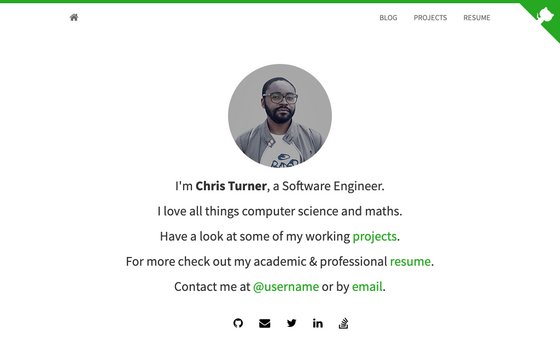 BLOG PROJECTS RESUME
I'm Chris Turner, a Software Engineer.
I love all things computer science and maths.
Have a look at some of my working projects.
For more check out my academic & professional resume.
Contact me at @username or by email.